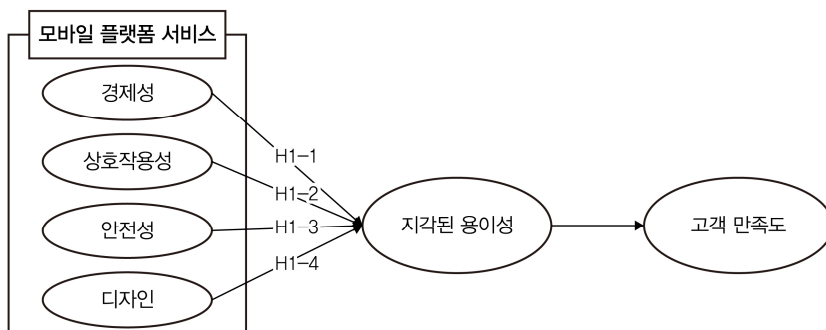 모바일 플랫폼 서비스
경제성
상호작용성
안전성
디자인
H1-1
H1-2
H1-3
H1-4
지각된 용이성
고객 만족도